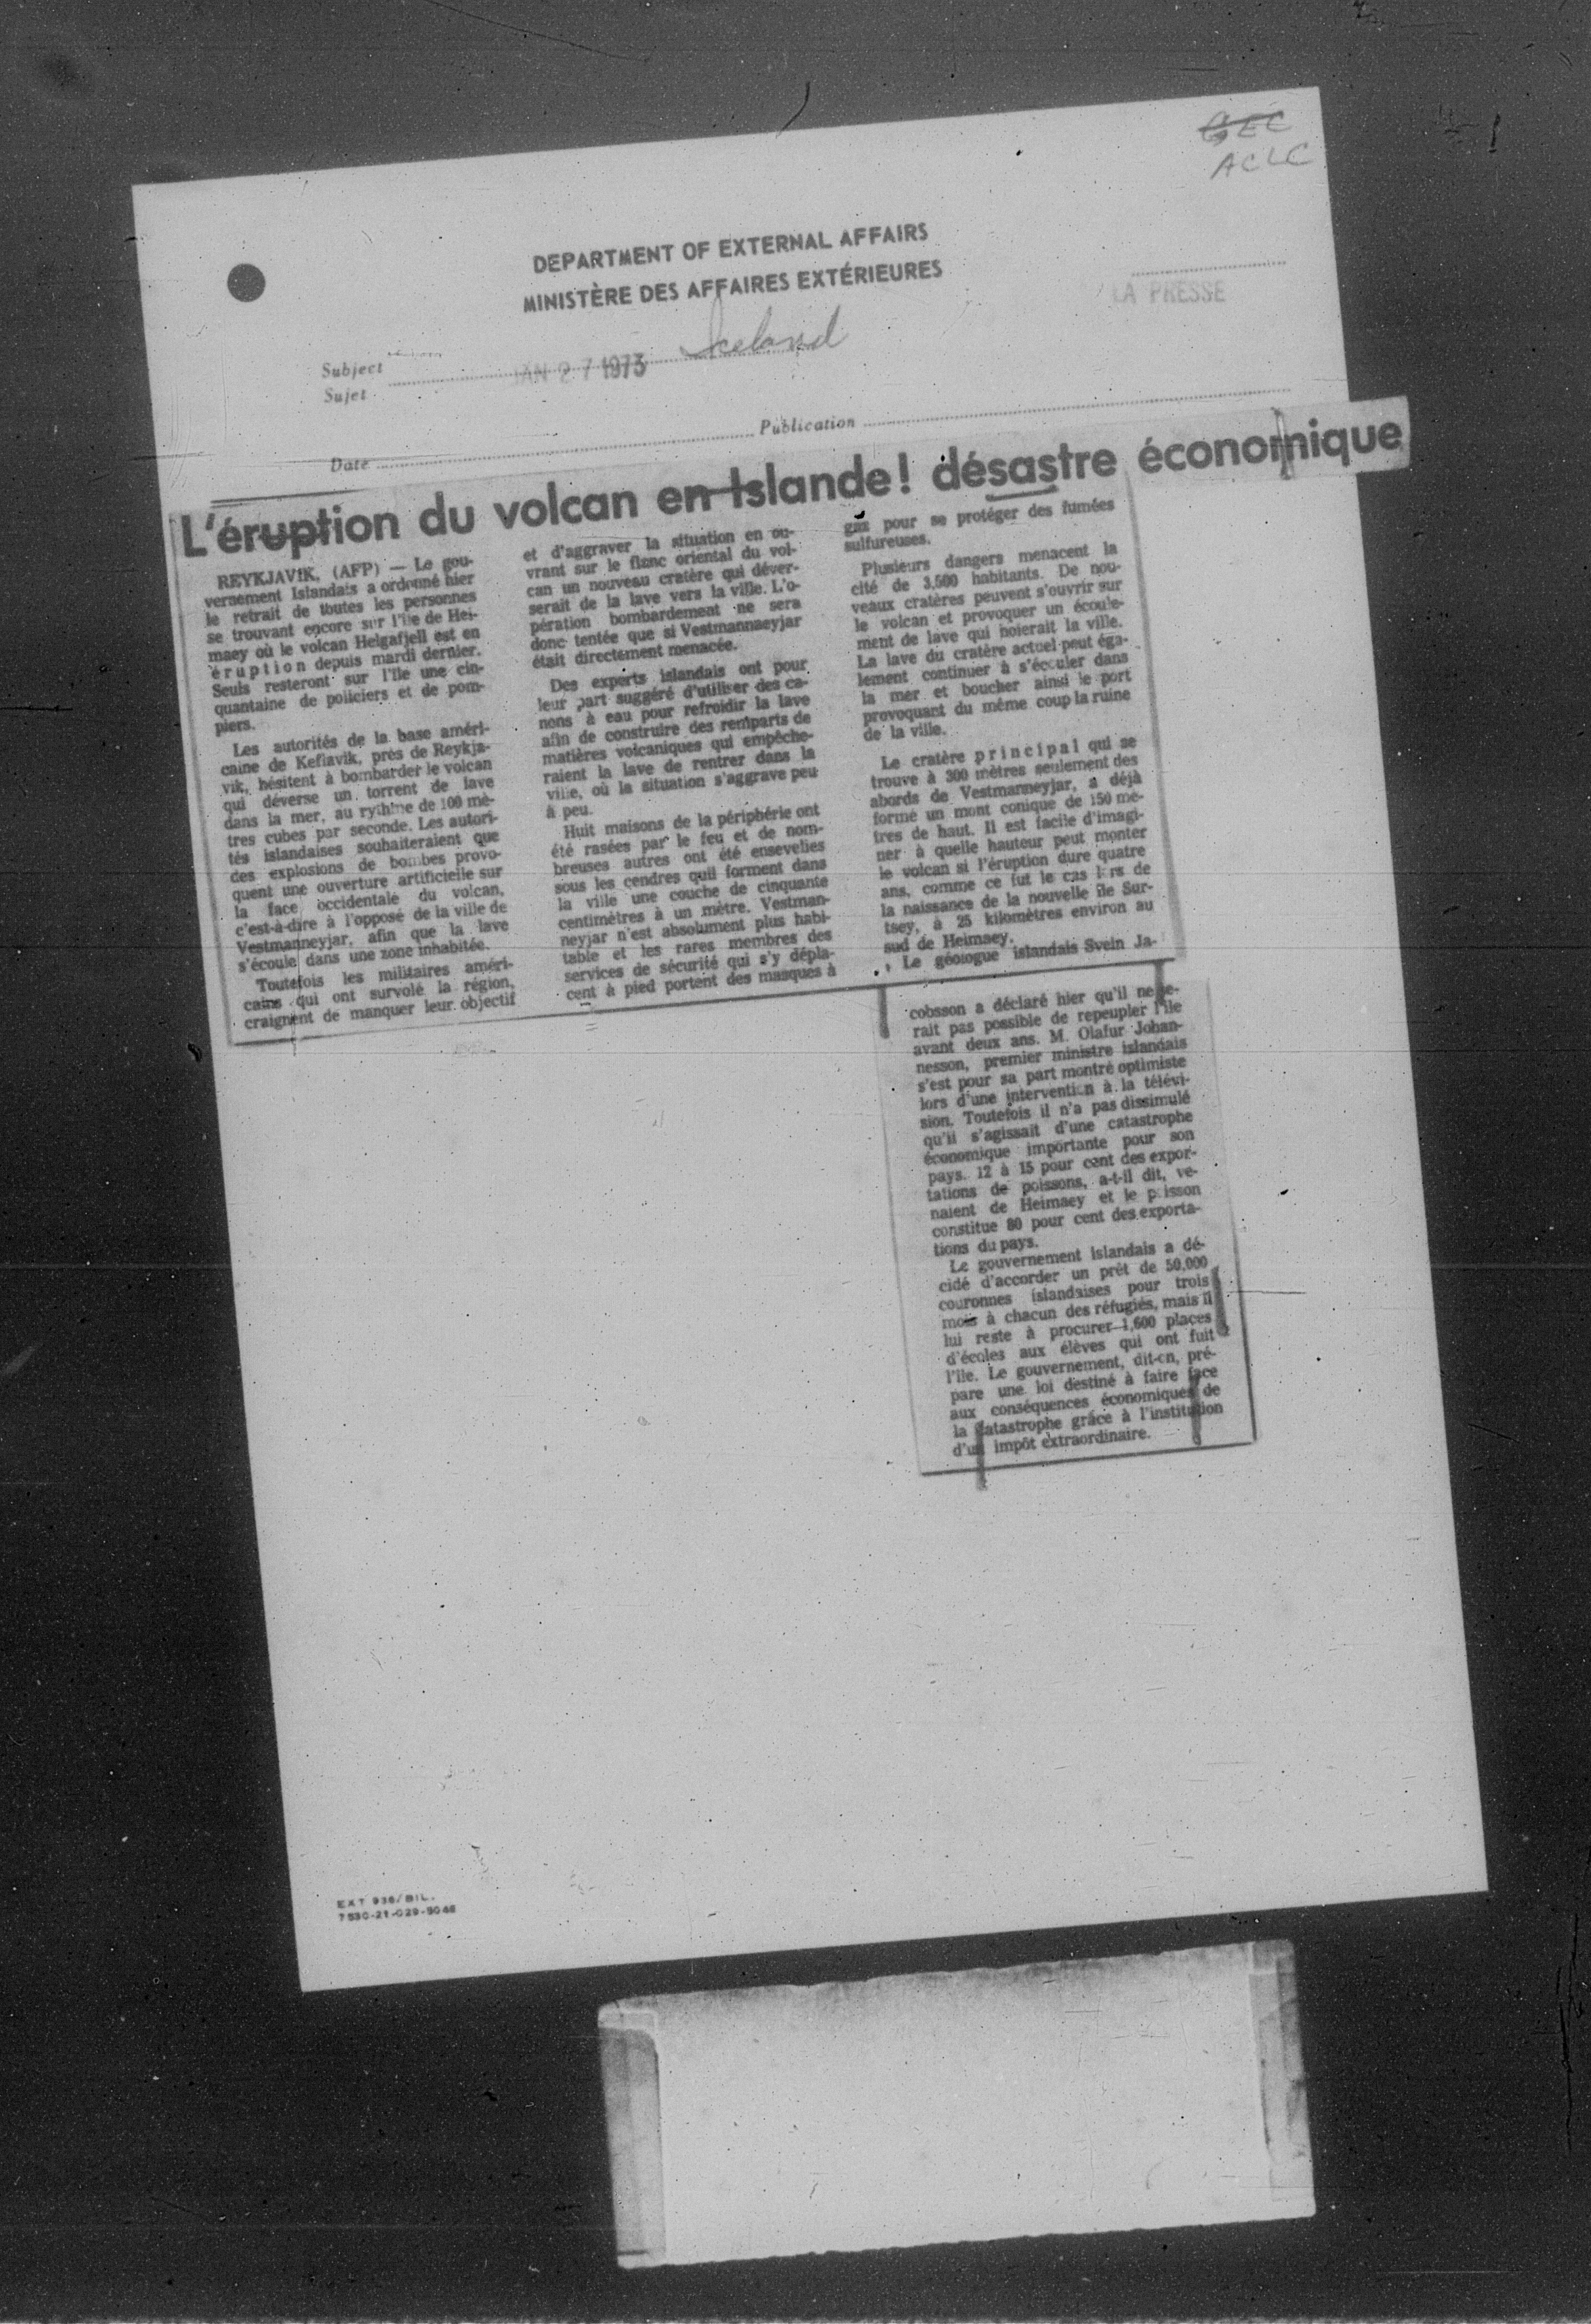 GEC
ACLC
DEPARTMENT OF EXTERNAL AFFAIRS
MINISTÈRE DES AFFAIRES EXTÉRIEURES
LA PRESSE
Subject
Sujet
JAN 27 1973
Iceland
Publication
Date
L'éruption du volcan en Islande! désastre économique
REYKJAVIK, (AFP) — Le gou-
vernement Islandais a ordonné hier
le retrait de toutes les personnes
se trouvant encore sur l'île de Hei-
maey où le volcan Helgafjell est en
éruption depuis mardi dernier.
Seuls resteront sur l'île une cin-
quantaine de policiers et de pom-
piers.
Les autorités de la base améri-
caine de Keflavik, près de Reykja-
vik, hésitent à bombarder le volcan
qui déverse un torrent de lave
dans la mer, au rythme de 100 mè-
tres cubes par seconde. Les autori-
tés islandaises souhaiteraient que
des explosions de bombes provo-
quent une ouverture artificielle sur
la face occidentale du volcan,
c'est-à-dire à l'opposé de la ville de
Vestmanneyjar, afin que la lave
s'écoule dans une zone inhabitée.
Toutefois les militaires améri-
cains qui ont survolé la région,
craignent de manquer leur objectif
et d'aggraver la situation en ou-
vrant sur le flanc oriental du vol-
can un nouveau cratère qui déver-
serait de la lave vers la ville. L'o-
pération bombardement ne sera
donc tentée que si Vestmannaeyjar
était directement menacée.
Des experts islandais ont pour
leur part suggéré d'utiliser des ca-
nons à eau pour refroidir la lave
afin de construire des remparts de
matières volcaniques qui empêche-
raient la lave de rentrer dans la
ville, où la situation s'aggrave peu
à peu.
Huit maisons de la périphérie ont
été rasées par le feu et de nom-
breuses autres ont été ensevelies
sous les cendres quil forment dans
la ville une couche de cinquante
centimètres à un mètre. Vestman-
neyjar n'est absolument plus habi-
table et les rares membres des
services de sécurité qui s'y dépla-
cent à pied portent des masques à
gaz pour se protéger des fumées
sulfureuses.
Plusieurs dangers menacent la
cité de 3,500 habitants. De nou-
veaux cratères peuvent s'ouvrir sur
le volcan et provoquer un écoule-
ment de lave qui noierait la ville.
La lave du cratère actuel peut éga-
lement continuer à s'écouler dans
la mer et boucher ainsi le port
provoquant du même coup la ruine
de la ville.
Le cratère principal qui se
trouve à 300 mètres seulement des
abords de Vestmanneyjar, a déjà
formé un mont conique de 150 mè-
tres de haut. Il est facile d'imagi-
ner à quelle hauteur peut monter
le volcan si l'éruption dure quatre
ans, comme ce fut le cas lors de
la naissance de la nouvelle île Sur-
tsey, à 25 kilomètres environ au
sud de Heimaey.
Le géologue islandais Svein Ja-
cobsson a déclaré hier qu'il ne se-
rait pas possible de repeupler l'île
avant deux ans. M. Olafur Johan-
nesson, premier ministre islandais
s'est pour sa part montré optimiste
lors d'une intervention à la télévi-
sion. Toutefois il n'a pas dissimulé
qu'il s'agissait d'une catastrophe
économique importante pour son
pays. 12 à 15 pour cent des expor-
tations de poissons, a-t-il dit, ve-
naient de Heimaey et le poisson
constitue 80 pour cent des exporta-
tions du pays.
Le gouvernement islandais a dé-
cidé d'accorder un prêt de 50,000
couronnes islandaises pour trois
mois à chacun des réfugiés, mais il
lui reste à procurer 1,600 places
d'écoles aux élèves qui ont fuit
l'île. Le gouvernement, dit-on, pré-
pare une loi destiné à faire face
aux conséquences économiques de
la catastrophe grâce à l'institution
d'un impôt extraordinaire.
EXT 936/BIL.
7530-21-029-5046